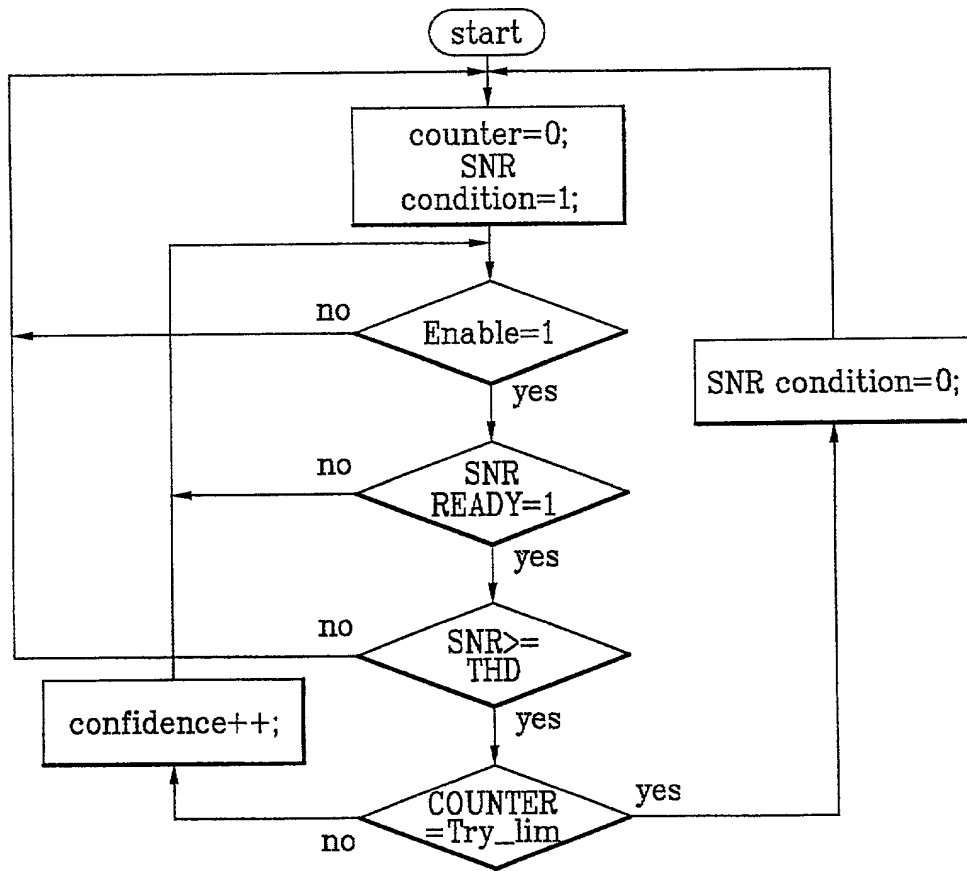 start
counter=0;
SNR
condition=1;
no
Enable=1
yes
SNR condition=0;
no
SNR
READY=1
yes
no
SNR>=
THD
yes
confidence++;
COUNTER
=Try_lim
yes
no